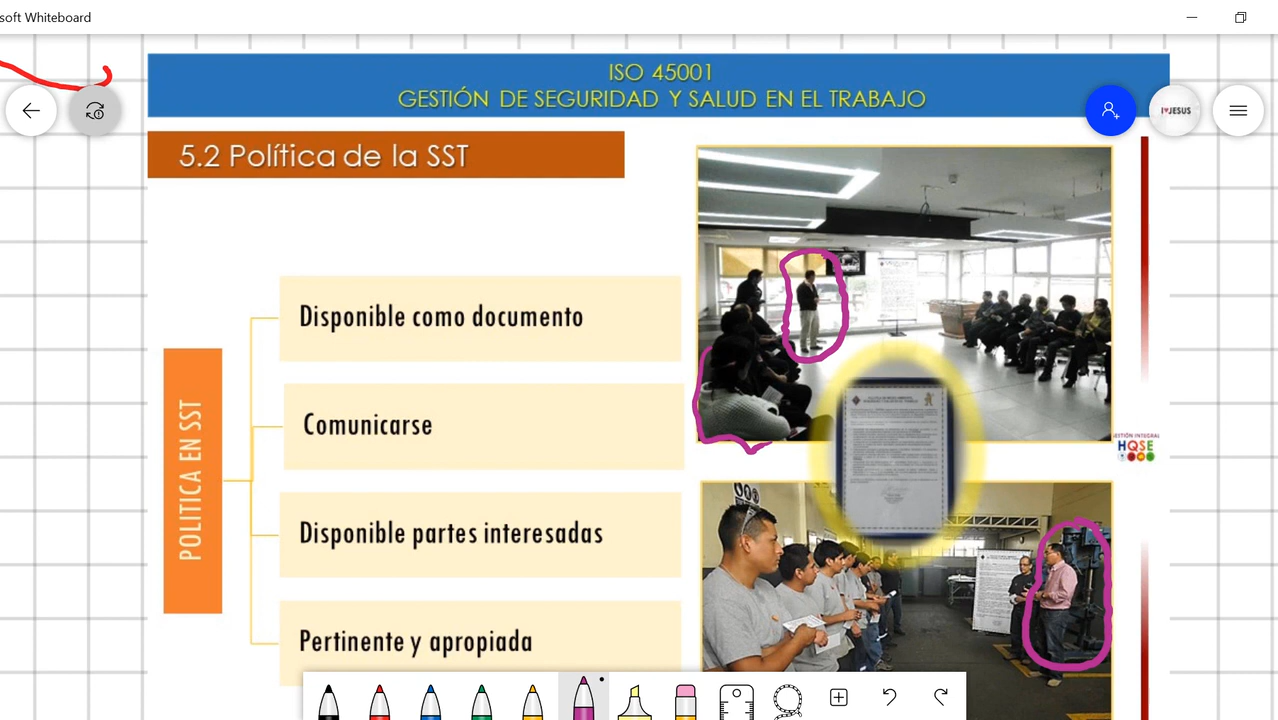 soft Whiteboard
ISO 45001
GESTIÓN DE SEGURIDAD Y SALUD EN EL TRABAJO
I♥JESUS
5.2 Política de la SST
POLITICA EN SST
Disponible como documento
Comunicarse
Disponible partes interesadas
Pertinente y apropiada
GESTIÓN INTEGRAL
HQSE